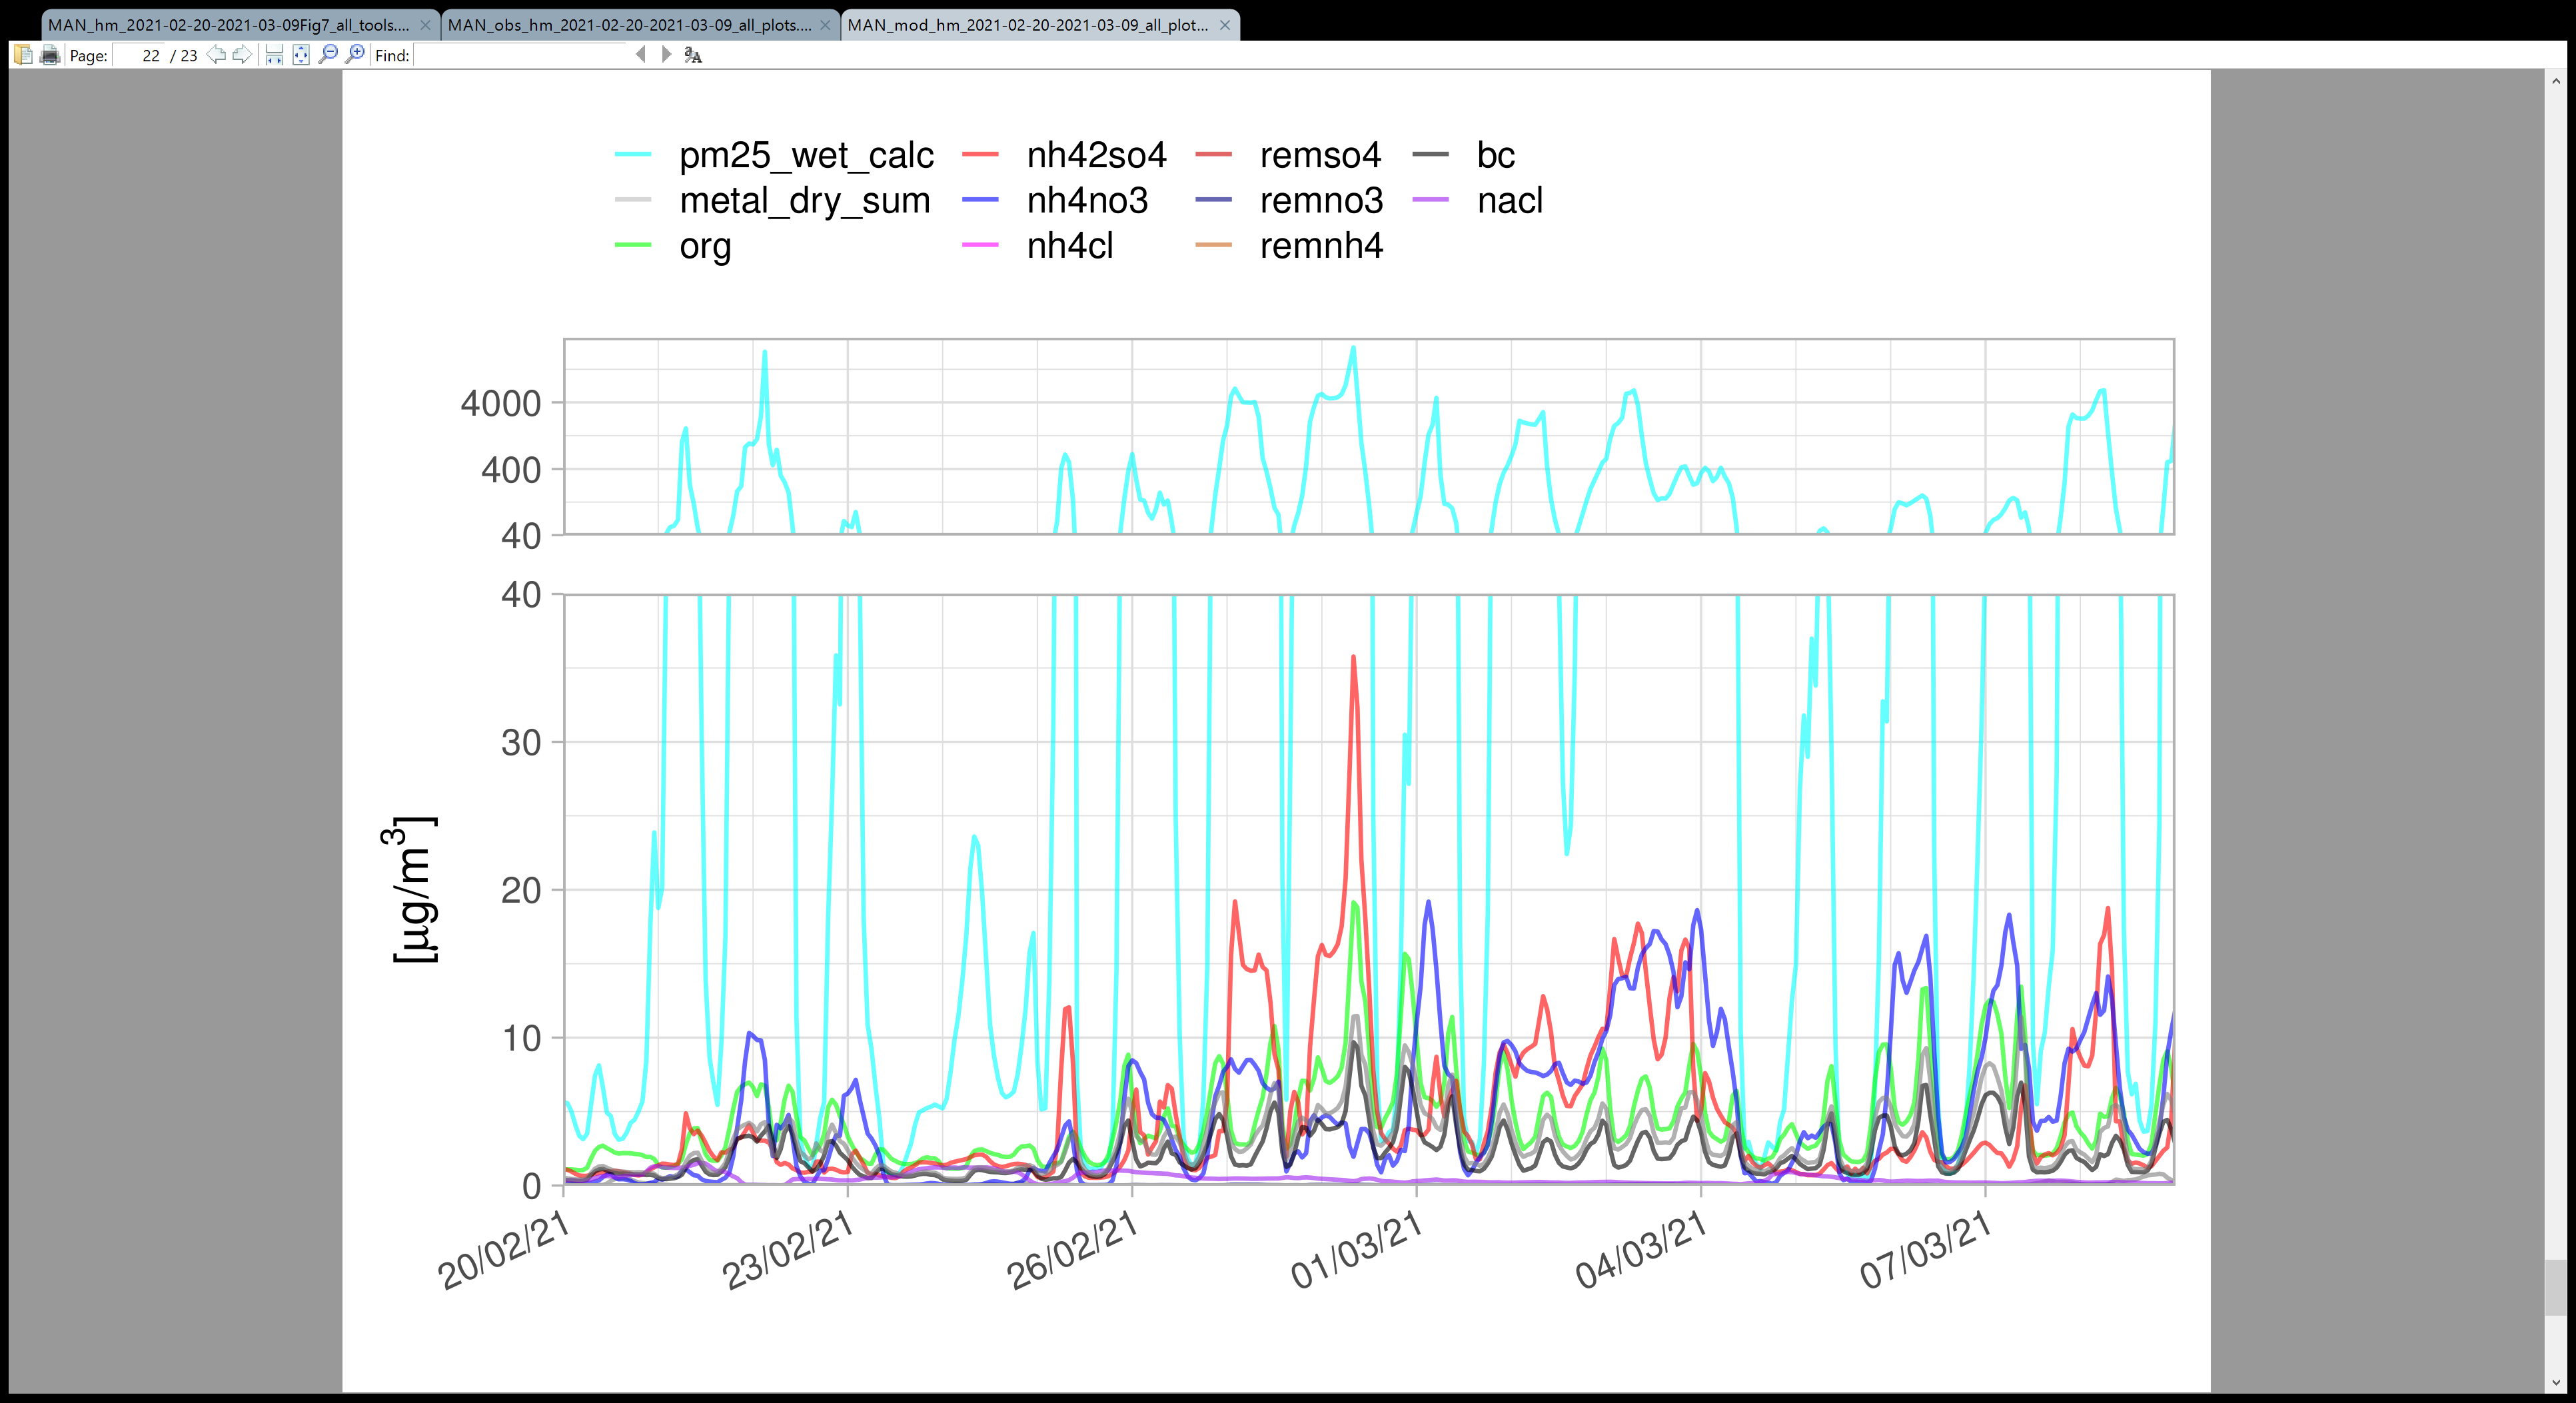 MAN_hm_2021-02-20-2021-03-09Fig7_all_tools....
MAN_obs_hm_2021-02-20-2021-03-09_all_plots....
MAN_mod_hm_2021-02-20-2021-03-09_all_plot...
Page: 22 / 23 Find:
pm25_wet_calc nh42so4 remso4 bc
metal_dry_sum nh4no3 remno3 nacl
org nh4cl remnh4
4000
400
40
40
30
20
10
0
[µg/m³]
20/02/21 23/02/21 26/02/21 01/03/21 04/03/21 07/03/21